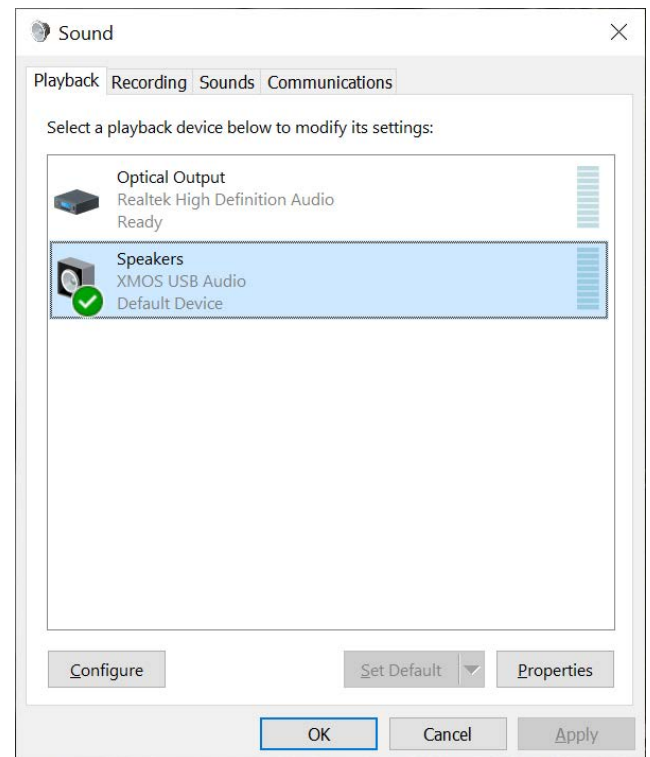 Sound
Playback Recording Sounds Communications
Select a playback device below to modify its settings:
Optical Output
Realtek High Definition Audio
Ready
Speakers
XMOS USB Audio
Default Device
Configure Set Default Properties
OK Cancel Apply